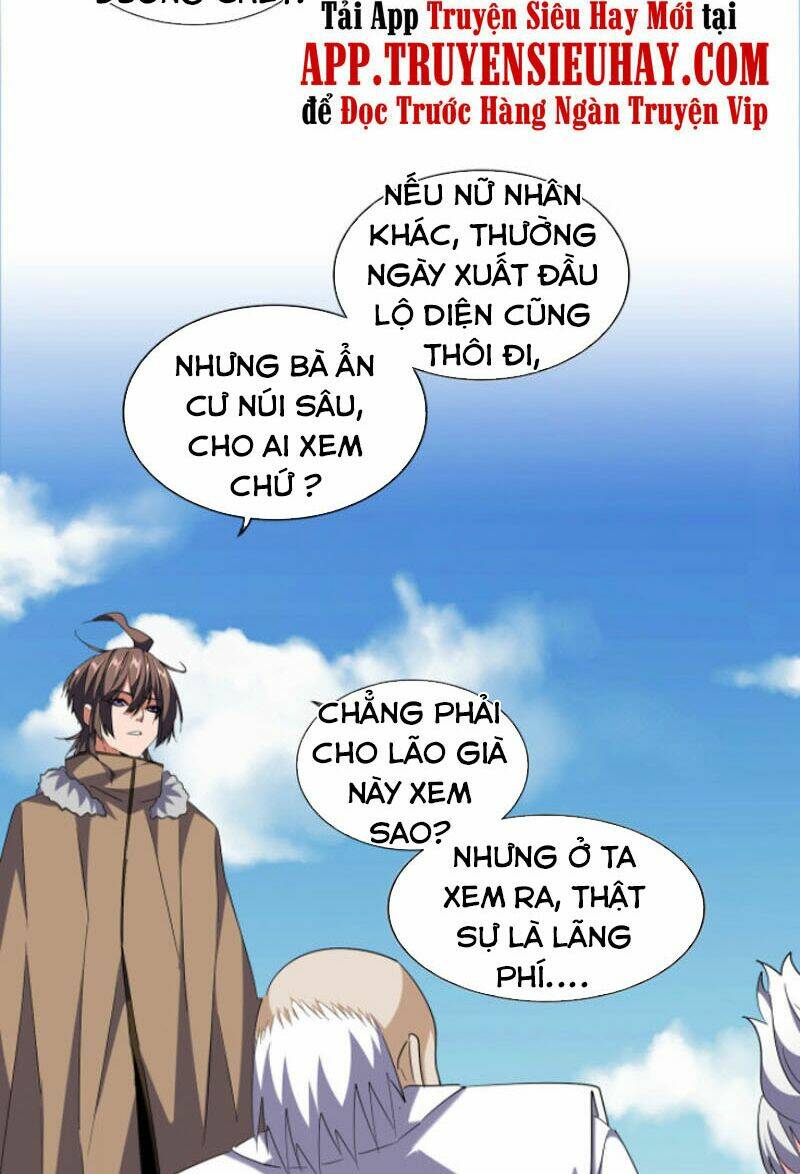 Tải App Truyện Siêu Hay Mới tại
APP.TRUYENSIEUHAY.COM
để Đọc Trước Hàng Ngàn Truyện Vip
NẾU NỮ NHÂN
KHÁC, THƯỜNG
NGÀY XUẤT ĐẦU
LỘ DIỆN CŨNG
THÔI ĐI,
NHƯNG BÀ ẨN
CƯ NÚI SÂU,
CHO AI XEM
CHỨ ?
CHẲNG PHẢI
CHO LÃO GIÀ
NÀY XEM
SAO?
NHƯNG Ở TA
XEM RA, THẬT
SỰ LÀ LÃNG
PHÍ....